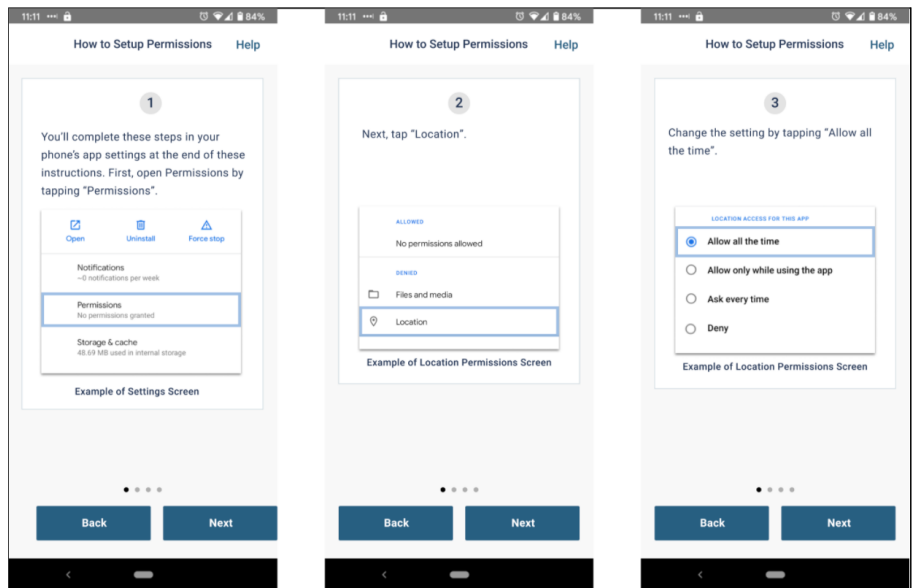 11:11
84%
How to Setup Permissions
Help
1
You'll complete these steps in your
phone's app settings at the end of these
instructions. First, open Permissions by
tapping "Permissions".
Open
Uninstall
Force stop
Notifications
~0 notifications per week
Permissions
No permissions granted
Storage & cache
48.69 MB used in internal storage
Example of Settings Screen
Back
Next
11:11
84%
How to Setup Permissions
Help
2
Next, tap "Location".
ALLOWED
No permissions allowed
DENIED
Files and media
Location
Example of Location Permissions Screen
Back
Next
11:11
84%
How to Setup Permissions
Help
3
Change the setting by tapping "Allow all
the time".
LOCATION ACCESS FOR THIS APP
Allow all the time
Allow only while using the app
Ask every time
Deny
Example of Location Permissions Screen
Back
Next